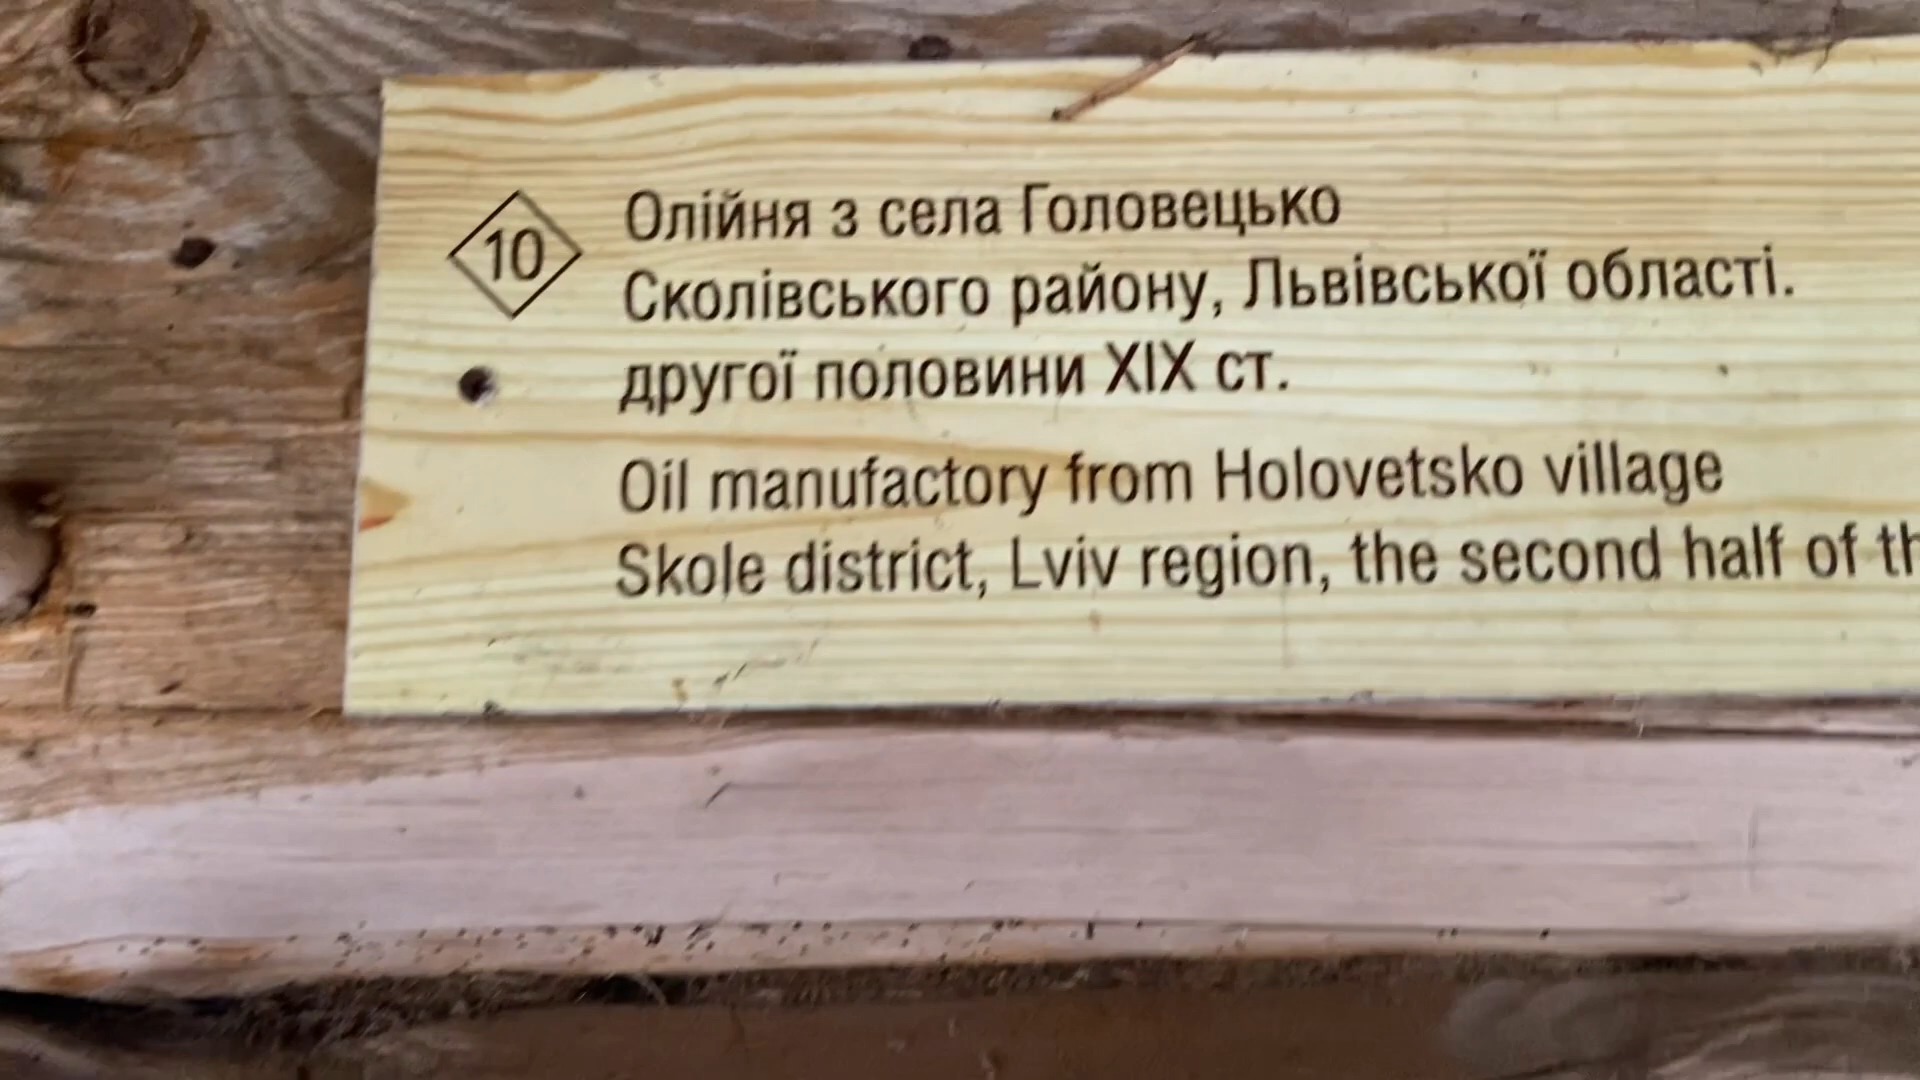 10
Олійня з села Головецько
Сколівського району, Львівської області.
другої половини XIX ст.
Oil manufactory from Holovetsko village
Skole district, Lviv region, the second half of th